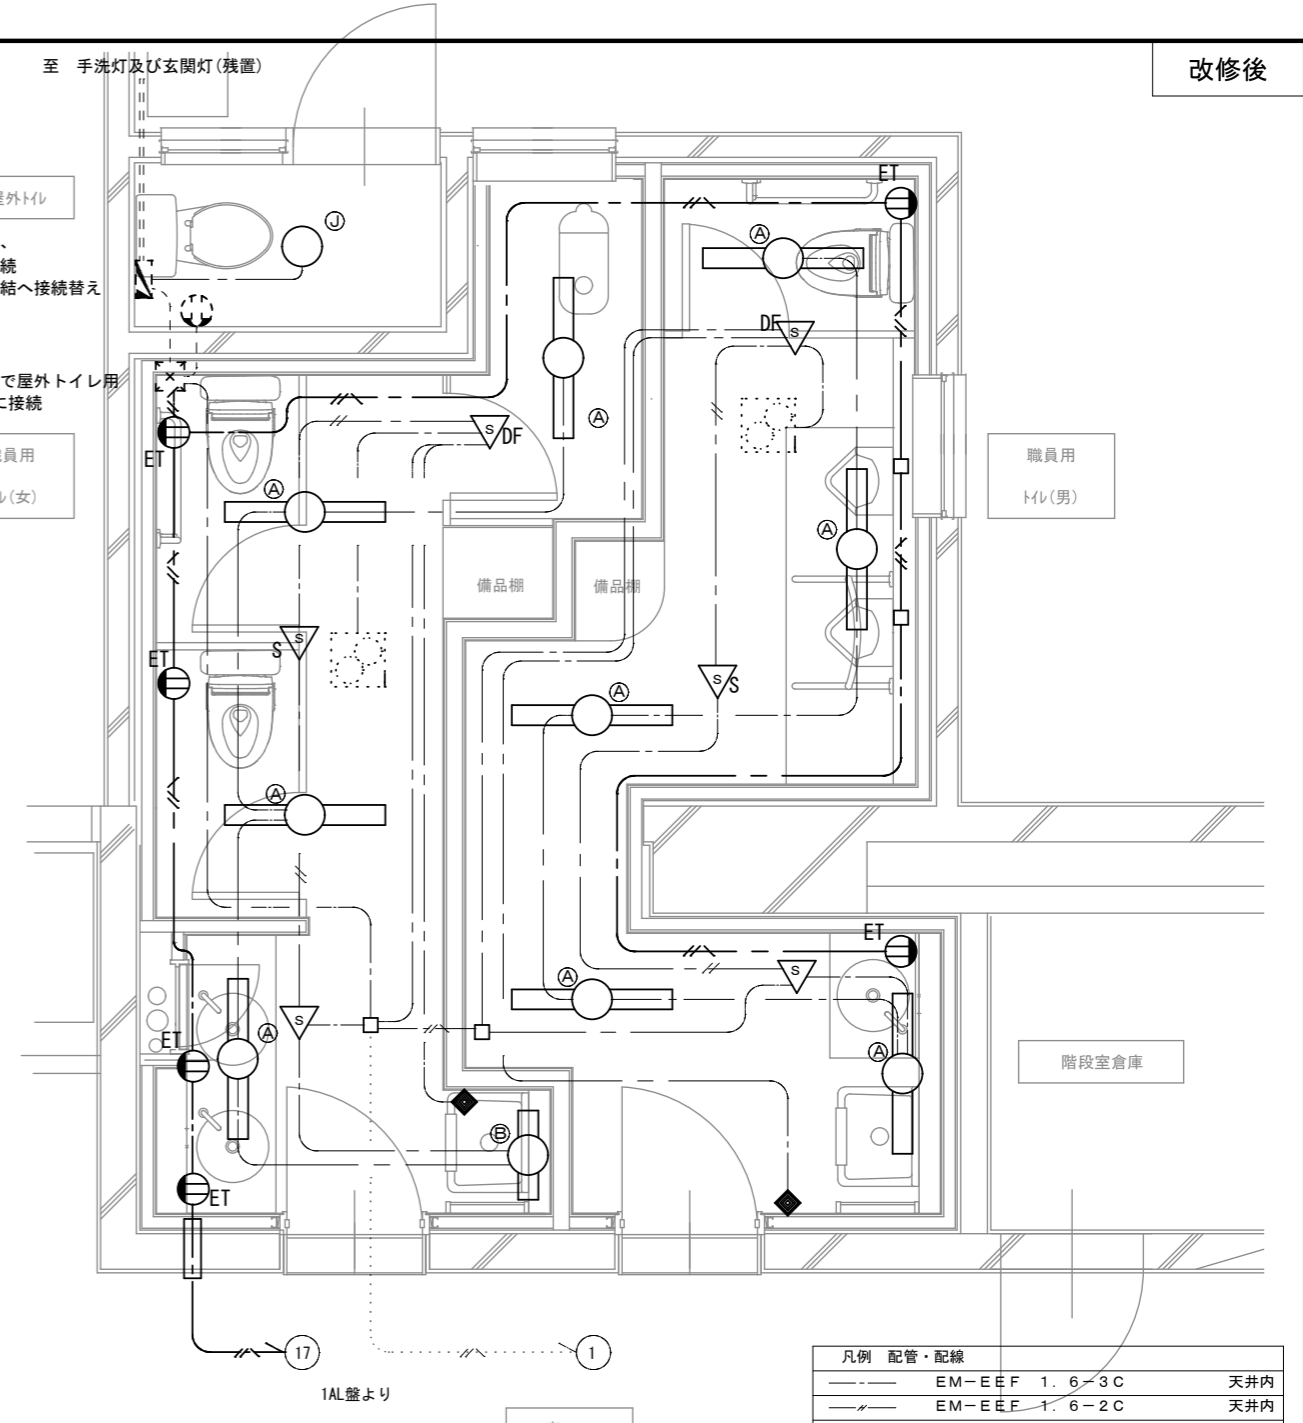 至　手洗灯及び玄関灯(残置)
改修後
屋外トイレ
、
続
結へ接続替え
で屋外トイレ用
に接続
職員用
ﾄｲﾚ(女)
J
ET
A
DF
S
A
S
DF
ET
A
A
備品棚
備品棚
職員用
ﾄｲﾚ(男)
S
S
ET
S
S
A
A
ET
S
S
A
A
ET
A
A
階段室倉庫
B
ET
17
1
1AL盤より
凡例　配管・配線
EM－EEF　1．6－3C　天井内
EM－EEF　1．6－2C　天井内